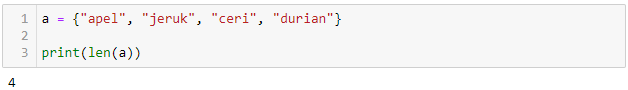 1 a = {"apel", "jeruk", "ceri", "durian"}
2
3 print(len(a))
4